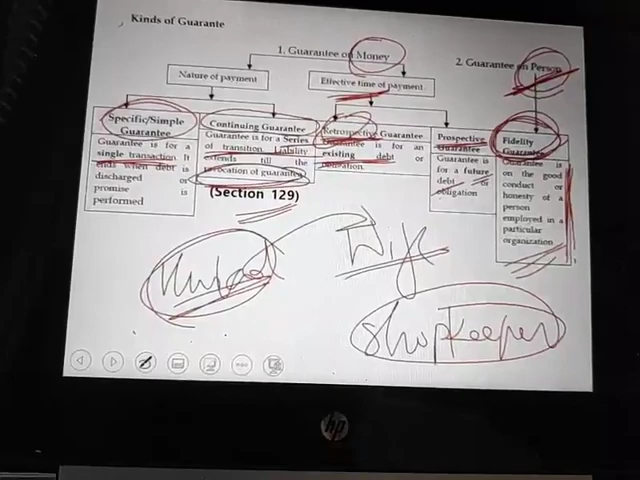 Kinds of Guarante
1. Guarantee on Money
2. Guarantee on Person
Nature of payment
Effective time of payment
Specific/Simple
Guarantee
Guarantee is for a
single transaction. It
ends when debt is
discharged or
promise is
performed
Continuing Guarantee
Guarantee is for a Series
of transition. Liability
extends till the
revocation of guarantee
(Section 129)
Retrospective Guarantee
Guarantee is for an
existing debt or
obligation.
Prospective
Guarantee
Guarantee is
for a future
debt or
obligation
Fidelity
Guarantee
Guarantee is
on the good
conduct or
honesty of a
person
employed in a
particular
organization
Wife
Shopkeeper
hp